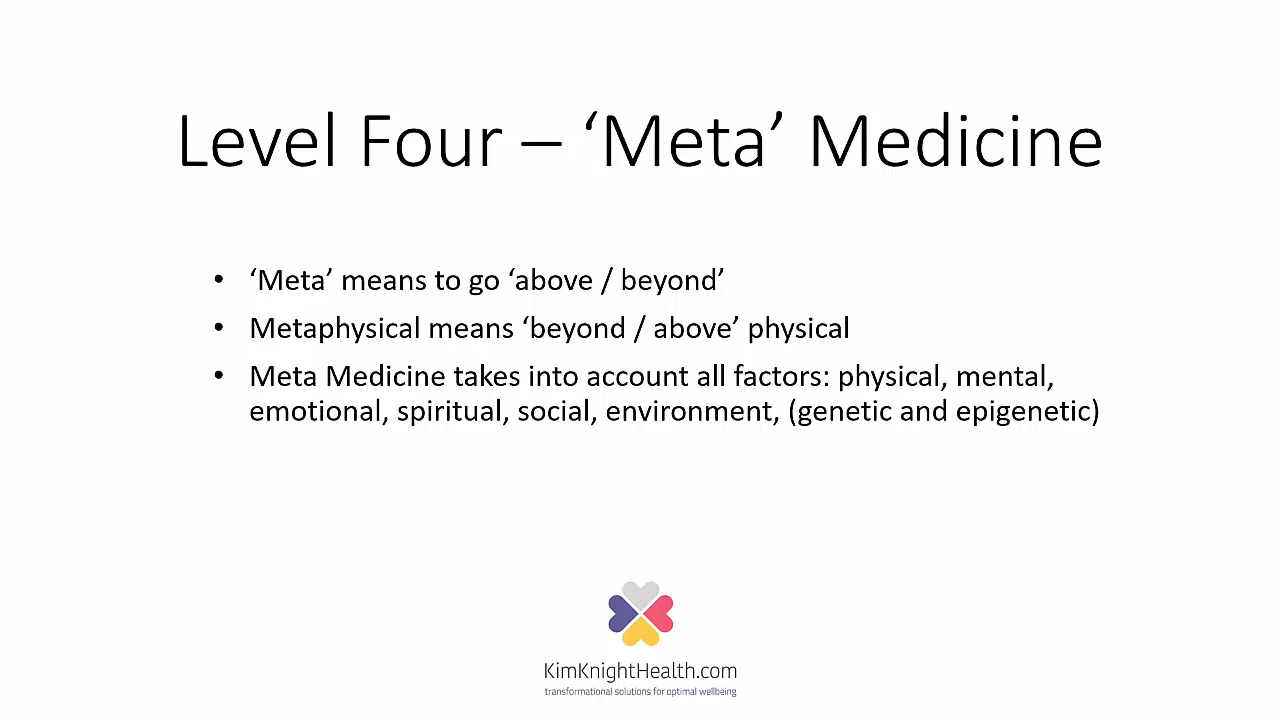 Level Four – ‘Meta’ Medicine
• ‘Meta’ means to go ‘above / beyond’
• Metaphysical means ‘beyond / above’ physical
• Meta Medicine takes into account all factors: physical, mental,
emotional, spiritual, social, environment, (genetic and epigenetic)
KimKnightHealth.com
transformational solutions for optimal wellbeing